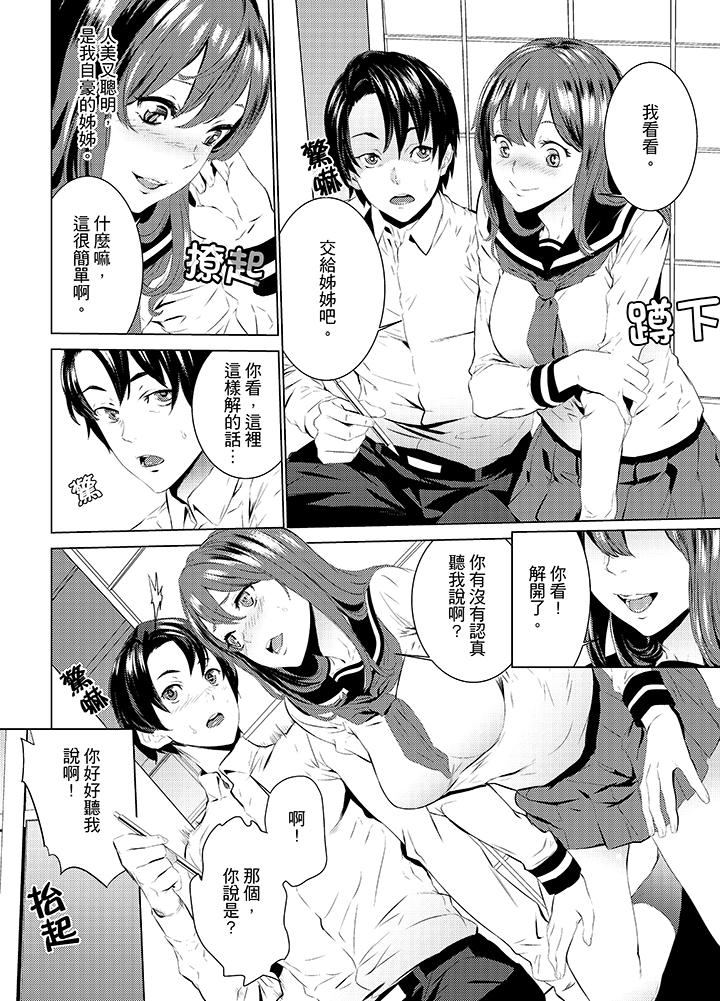 我看看。
蹲下
驚嚇
交給姊姊吧。
人美又聰明，
是我自豪的姊姊。
什麼嘛，
這很簡單啊。
撩起
你看，這裡
這樣解的話…
驚
你看！
解開了。
你有沒有認真
聽我說啊？
驚嚇
啊！
那個，
你說是？
你好好聽我
說啊！
抬起